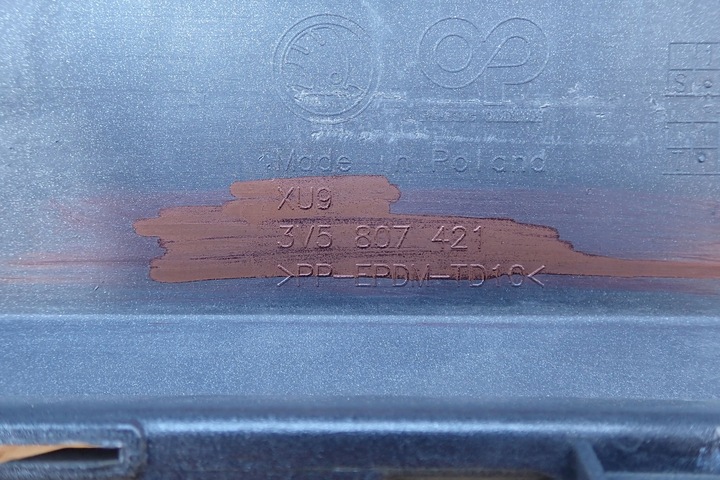 Made in Poland
XU9
3V5 807 421
>PP-EPDM-TD16<